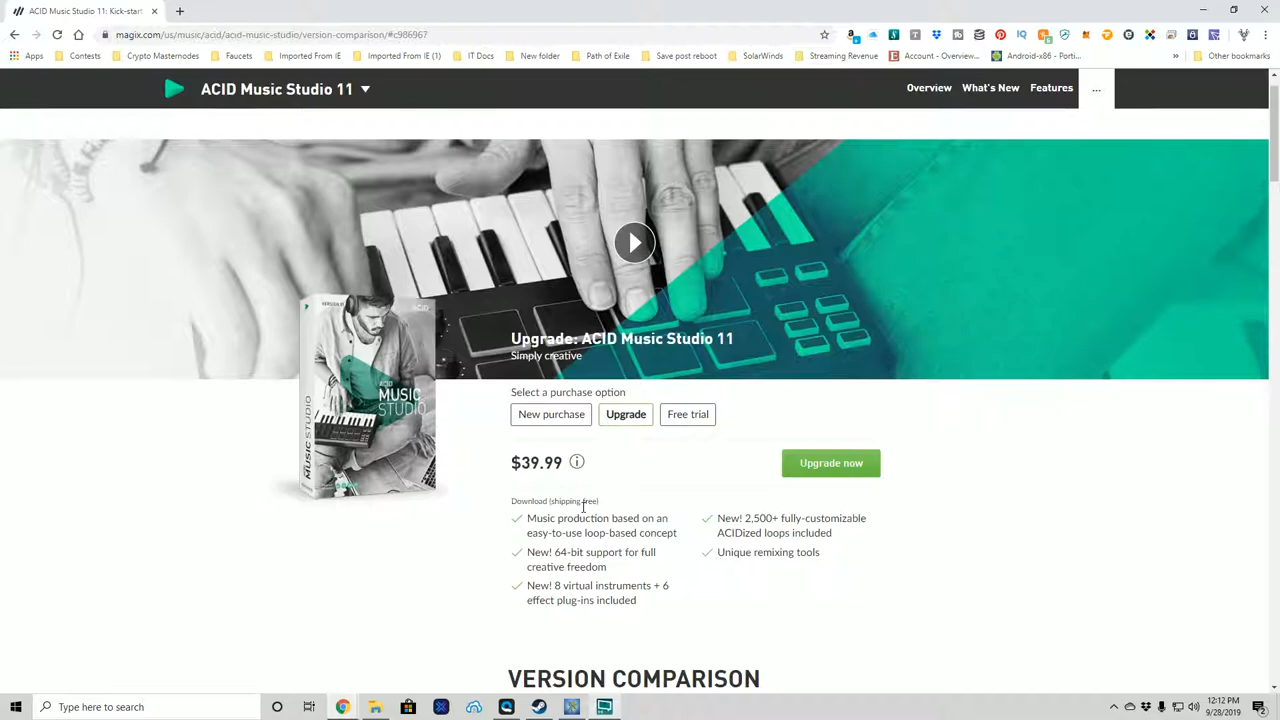 ACID Music Studio 11: Kick-start
magix.com/us/music/acid/acid-music-studio/version-comparison/#c986967
Apps Contests Crypto Masternodes Faucets Imported From IE (1) Imported From IE IT Docs New folder Path of Exile Save post reboot SolarWinds Streaming Revenue Account - Overview... Android-x86 - Porti... » Other bookmarks
ACID Music Studio 11 Overview What's New Features ...
ACID
MUSIC
STUDIO
MUSIC STUDIO
Upgrade: ACID Music Studio 11
Simply creative
Select a purchase option
New purchase Upgrade Free trial
$39.99 Upgrade now
Download (shipping free)
Music production based on an
easy-to-use loop-based concept
New! 64-bit support for full
creative freedom
New! 8 virtual instruments + 6
effect plug-ins included
New! 2,500+ fully-customizable
ACIDized loops included
Unique remixing tools
VERSION COMPARISON
Type here to search
12:12 PM
9/28/2019
2